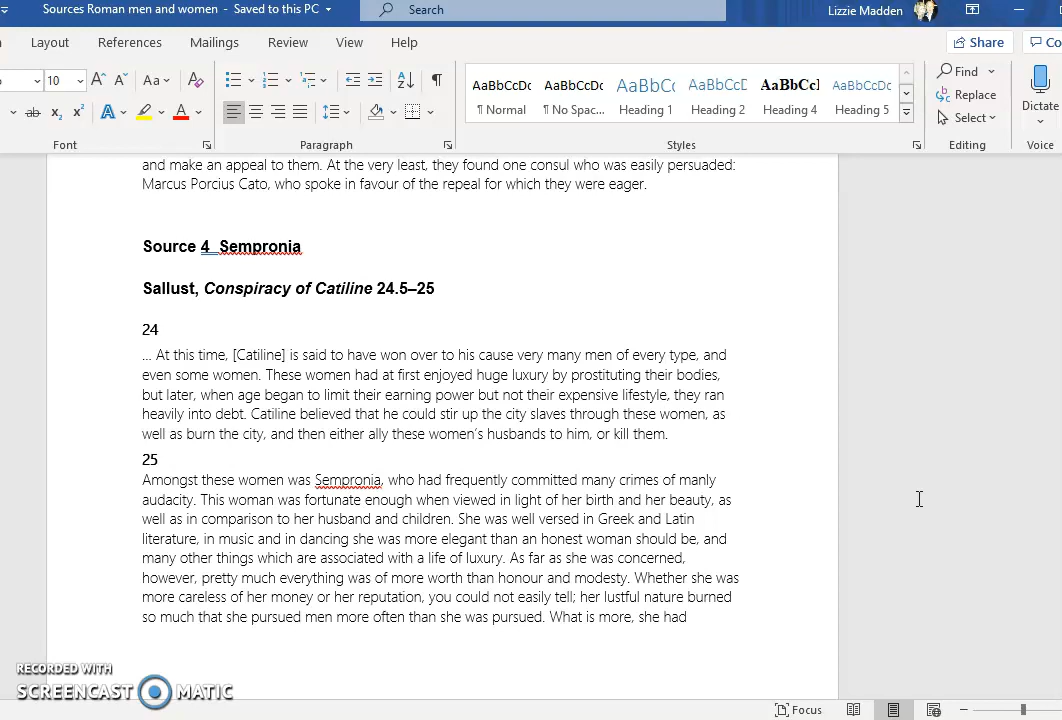 Sources Roman men and women - Saved to this PC
Search
Lizzie Madden
Layout References Mailings Review View Help
Share
Co
10
Aa
AaBbCcDc AaBbCcDc AaBbC( AaBbCcD AaBbCcI AaBbCcDc
¶ Normal ¶ No Spac... Heading 1 Heading 2 Heading 4 Heading 5
Find
Replace
Select
Dictate
Font Paragraph Styles Editing Voice
and make an appeal to them. At the very least, they found one consul who was easily persuaded:
Marcus Porcius Cato, who spoke in favour of the repeal for which they were eager.
Source 4 Sempronia
Sallust, Conspiracy of Catiline 24.5–25
24
… At this time, [Catiline] is said to have won over to his cause very many men of every type, and
even some women. These women had at first enjoyed huge luxury by prostituting their bodies,
but later, when age began to limit their earning power but not their expensive lifestyle, they ran
heavily into debt. Catiline believed that he could stir up the city slaves through these women, as
well as burn the city, and then either ally these women's husbands to him, or kill them.
25
Amongst these women was Sempronia, who had frequently committed many crimes of manly
audacity. This woman was fortunate enough when viewed in light of her birth and her beauty, as
well as in comparison to her husband and children. She was well versed in Greek and Latin
literature, in music and in dancing she was more elegant than an honest woman should be, and
many other things which are associated with a life of luxury. As far as she was concerned,
however, pretty much everything was of more worth than honour and modesty. Whether she was
more careless of her money or her reputation, you could not easily tell; her lustful nature burned
so much that she pursued men more often than she was pursued. What is more, she had
RECORDED WITH
SCREENCAST MATIC
Focus